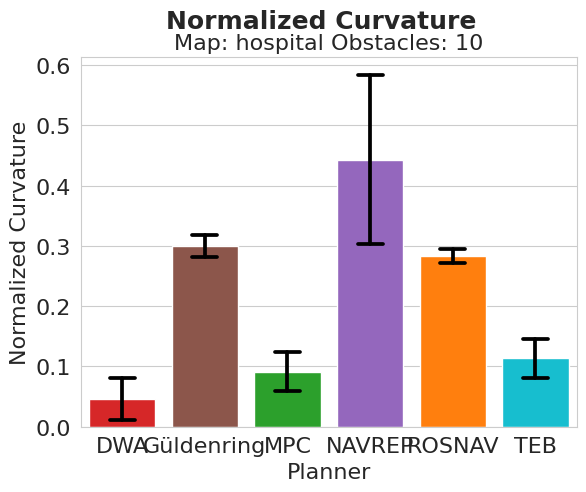 Normalized Curvature
Map: hospital Obstacles: 10
Normalized Curvature
0.6
0.5
0.4
0.3
0.2
0.1
0.0
DWA Güldenring MPC NAVREP ROSNAV TEB
Planner